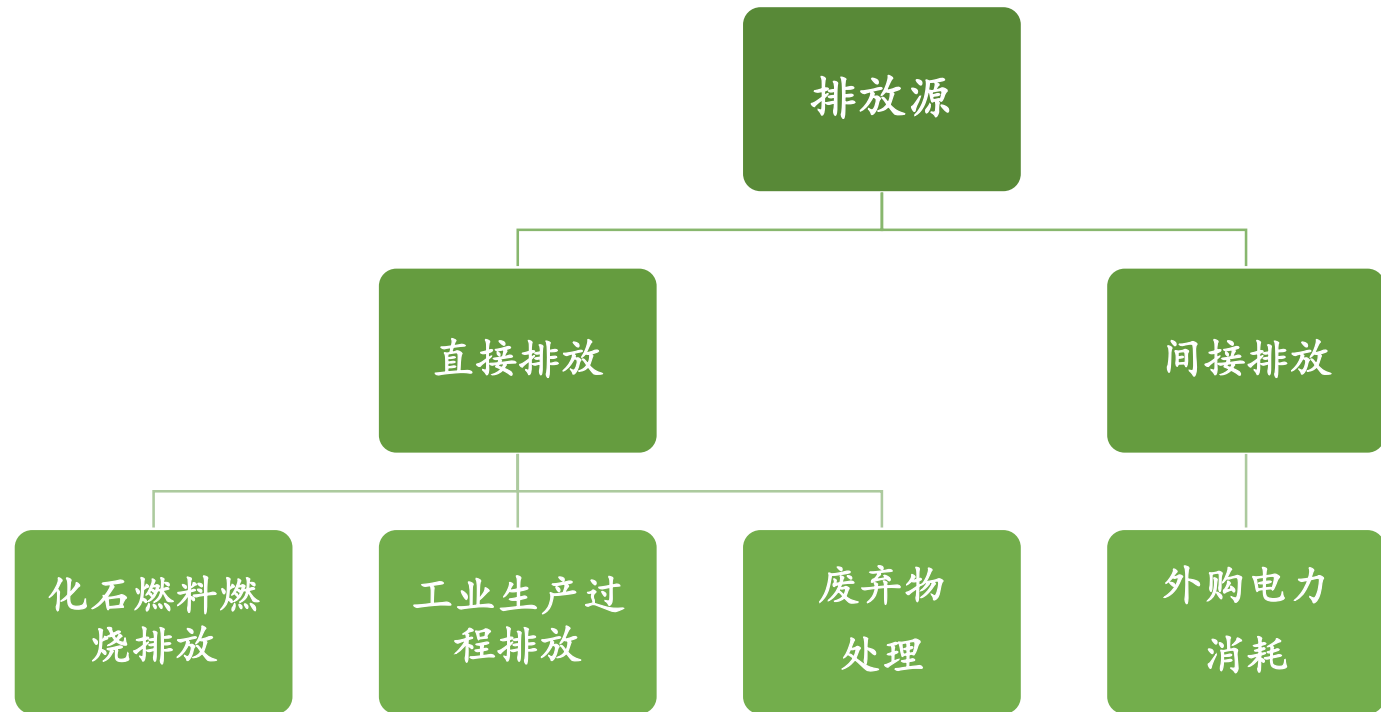 排放源
直接排放
间接排放
化石燃料燃
烧排放
工业生产过
程排放
废弃物
处理
外购电力
消耗